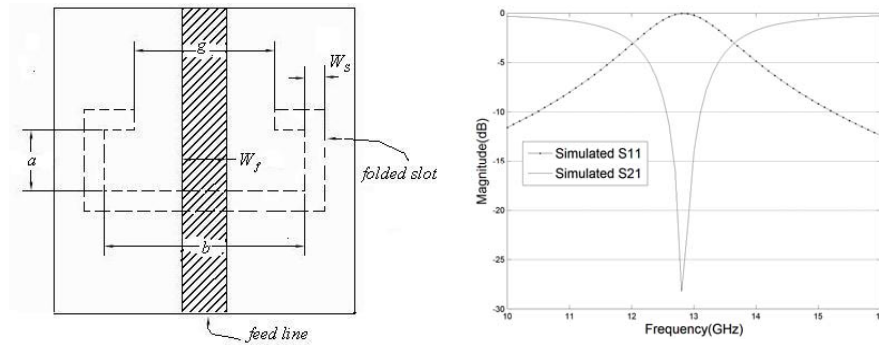 g
W_s
a
W_f
folded slot
b
feed line
Magnitude(dB)
0
-5
-10
-15
-20
-25
-30
Simulated S11
Simulated S21
10 11 12 13 14 15 16
Frequency(GHz)